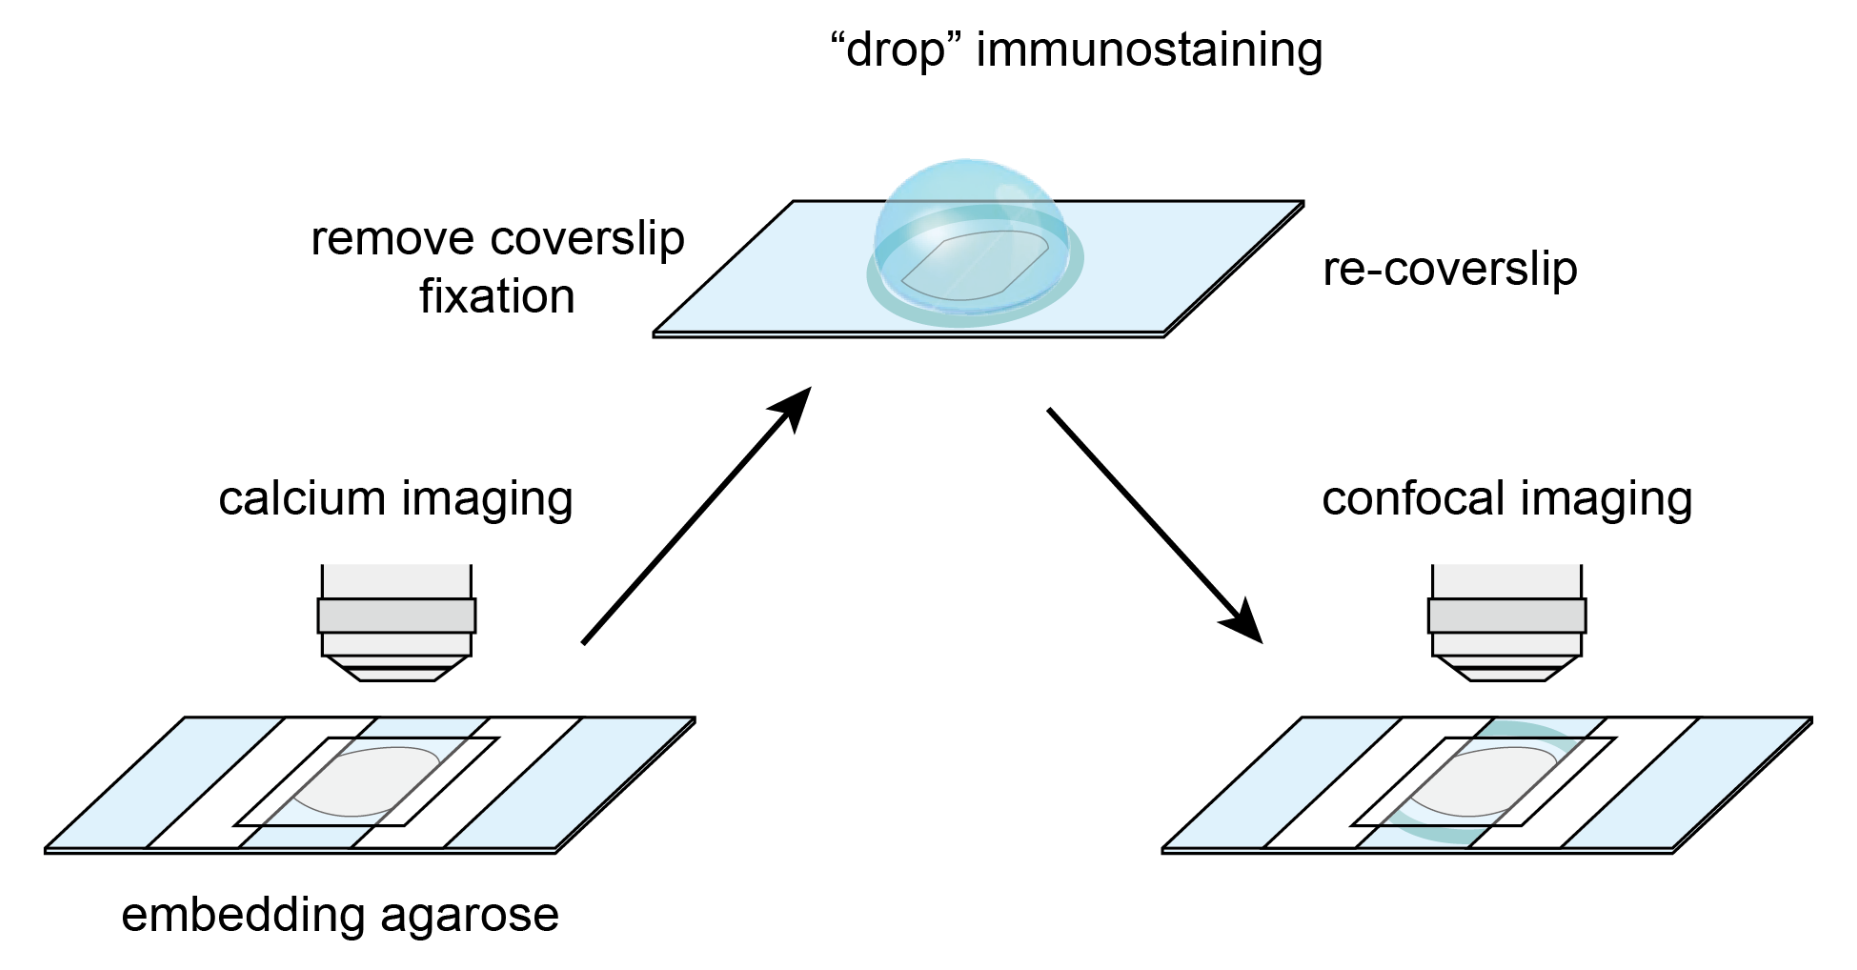 “drop” immunostaining
remove coverslip
fixation
re-coverslip
calcium imaging
confocal imaging
embedding agarose